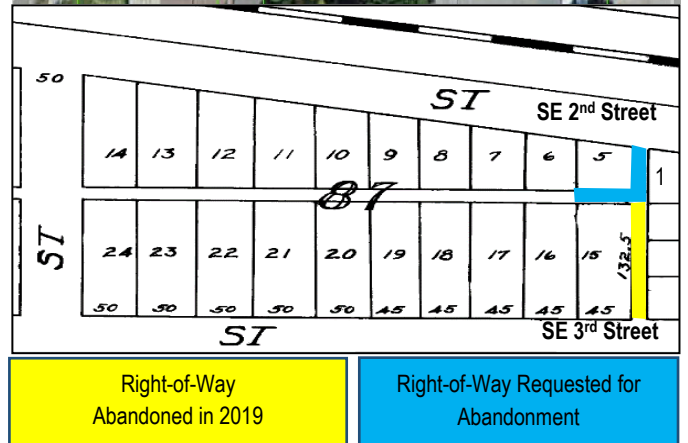 50
ST
SE 2nd Street
14 13 12 11 10 9 8 7 6 5
1
87
ST
24 23 22 21 20 19 18 17 16 15
132.5
50 50 50 50 50 45 45 45 45 45
ST
SE 3rd Street
Right-of-Way
Abandoned in 2019
Right-of-Way Requested for
Abandonment